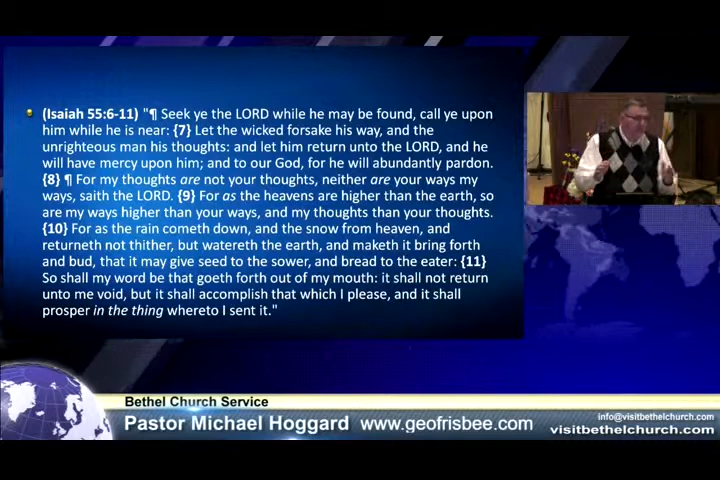 (Isaiah 55:6-11) "¶ Seek ye the LORD while he may be found, call ye upon
him while he is near: {7} Let the wicked forsake his way, and the
unrighteous man his thoughts: and let him return unto the LORD, and he
will have mercy upon him; and to our God, for he will abundantly pardon.
{8} ¶ For my thoughts are not your thoughts, neither are your ways my
ways, saith the LORD. {9} For as the heavens are higher than the earth, so
are my ways higher than your ways, and my thoughts than your thoughts.
{10} For as the rain cometh down, and the snow from heaven, and
returneth not thither, but watereth the earth, and maketh it bring forth
and bud, that it may give seed to the sower, and bread to the eater: {11}
So shall my word be that goeth forth out of my mouth: it shall not return
unto me void, but it shall accomplish that which I please, and it shall
prosper in the thing whereto I sent it."
Bethel Church Service
Pastor Michael Hoggard www.geofrisbee.com
info@visitbethelchurch.com
visitbethelchurch.com